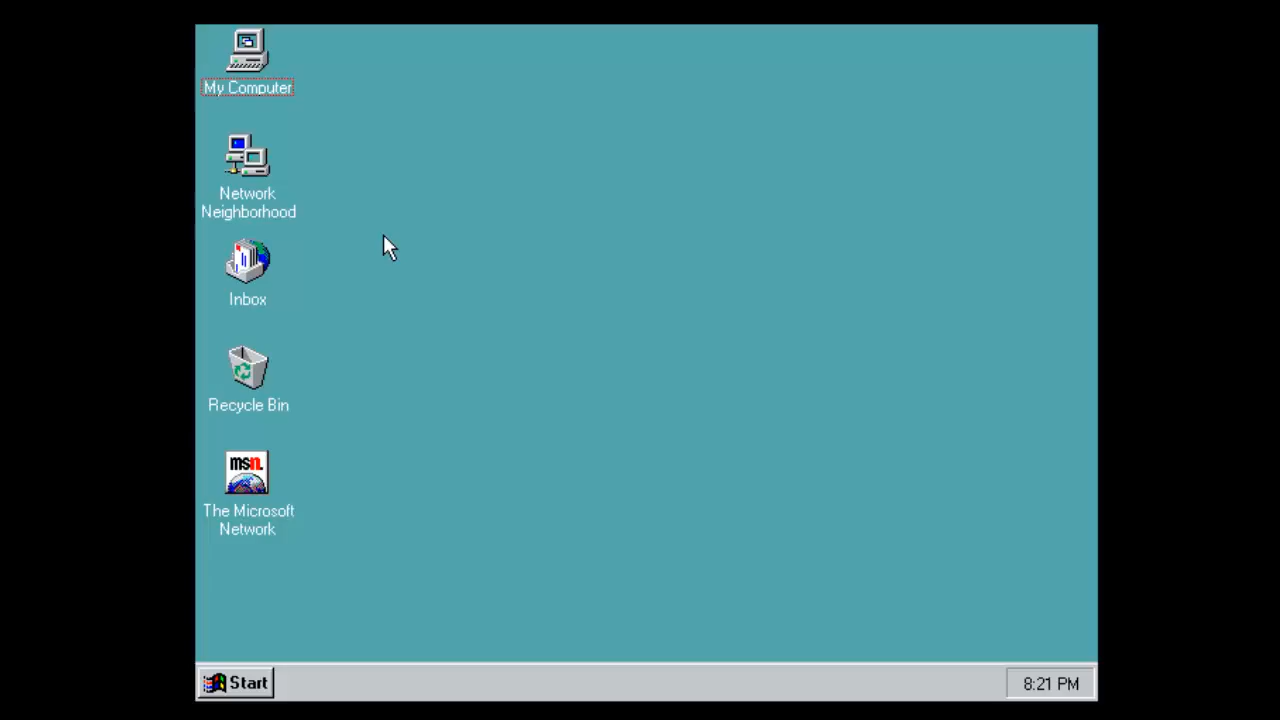 My Computer
Network
Neighborhood
Inbox
Recycle Bin
msn.
The Microsoft
Network
Start
8:21 PM